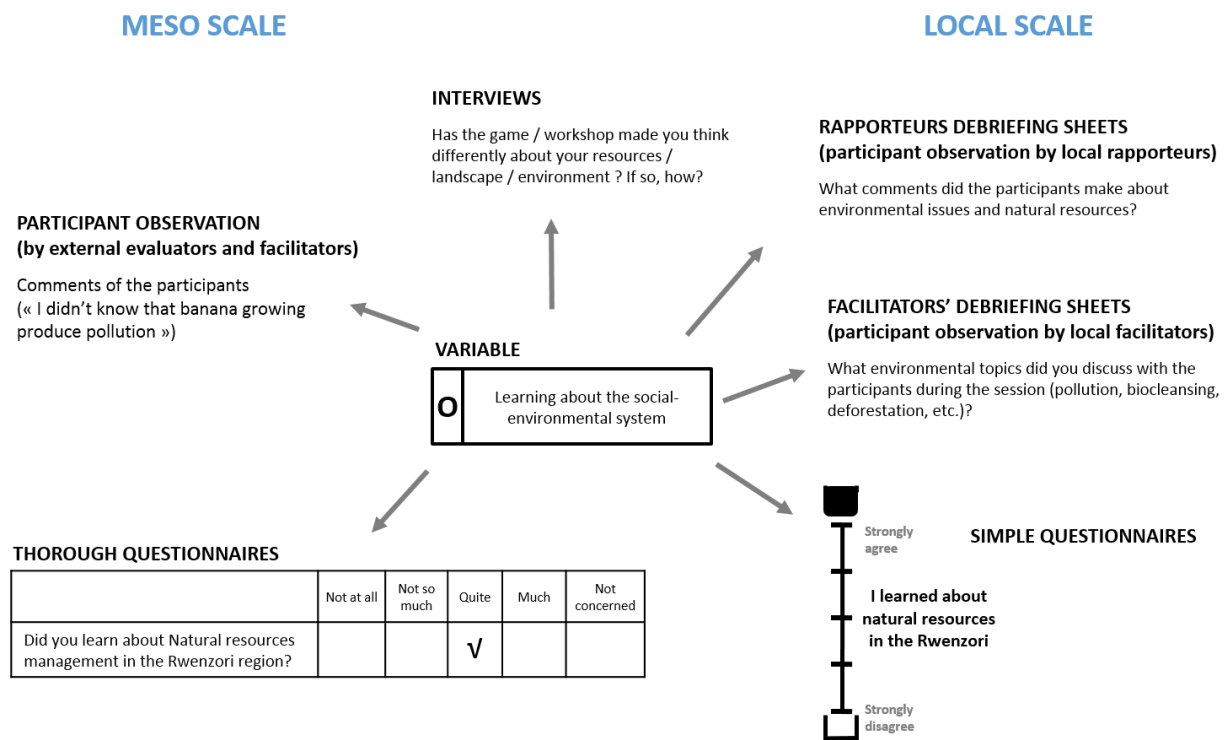 MESO SCALE
LOCAL SCALE
INTERVIEWS
Has the game / workshop made you think
differently about your resources /
landscape / environment ? If so, how?
RAPPORTEURS DEBRIEFING SHEETS
(participant observation by local rapporteurs)
What comments did the participants make about
environmental issues and natural resources?
PARTICIPANT OBSERVATION
(by external evaluators and facilitators)
Comments of the participants
(« I didn’t know that banana growing
produce pollution »)
FACILITATORS’ DEBRIEFING SHEETS
(participant observation by local facilitators)
What environmental topics did you discuss with the
participants during the session (pollution, biocleansing,
deforestation, etc.)?
VARIABLE
O
Learning about the social-
environmental system
THOROUGH QUESTIONNAIRES
Not at all
Not so
much
Quite
Much
Not
concerned
Did you learn about Natural resources
management in the Rwenzori region?
√
Strongly
agree
SIMPLE QUESTIONNAIRES
I learned about
natural resources
in the Rwenzori
Strongly
disagree